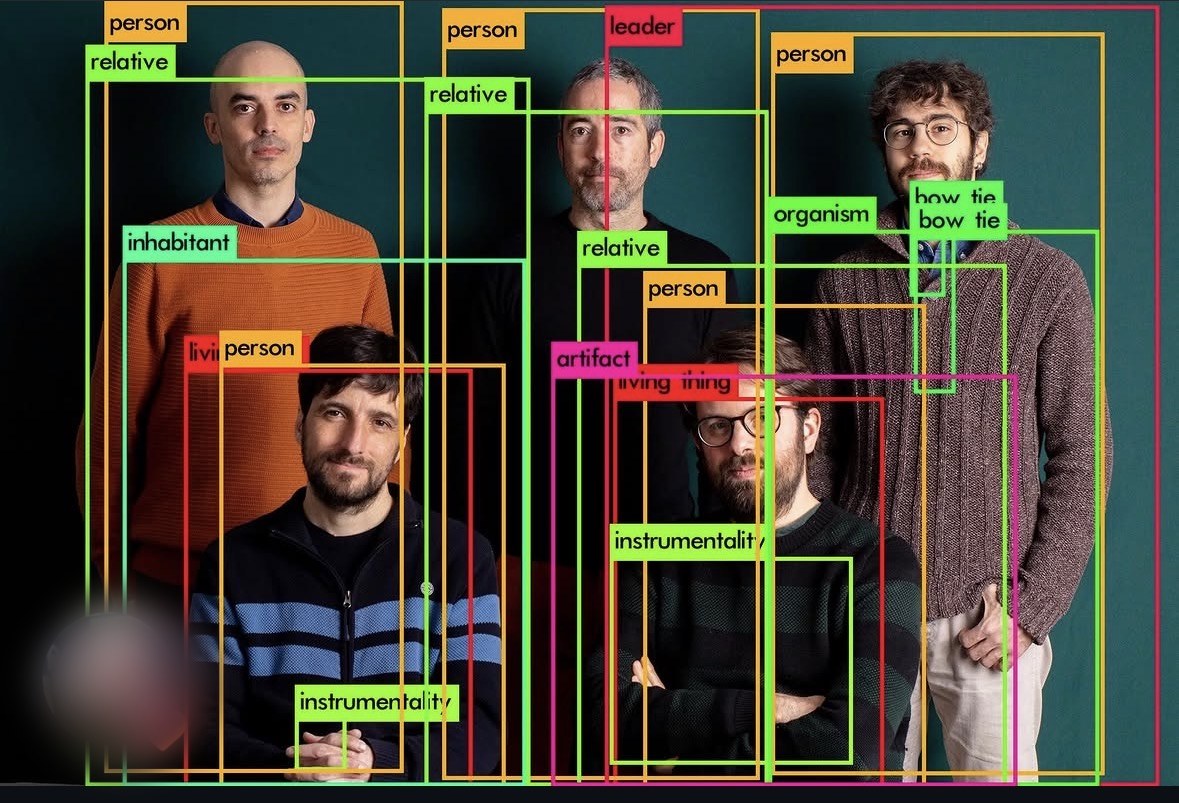 person
person
leader
person
relative
relative
bow tie
organism
bow tie
inhabitant
relative
person
living
person
artifact
living thing
instrumentality
instrumentality